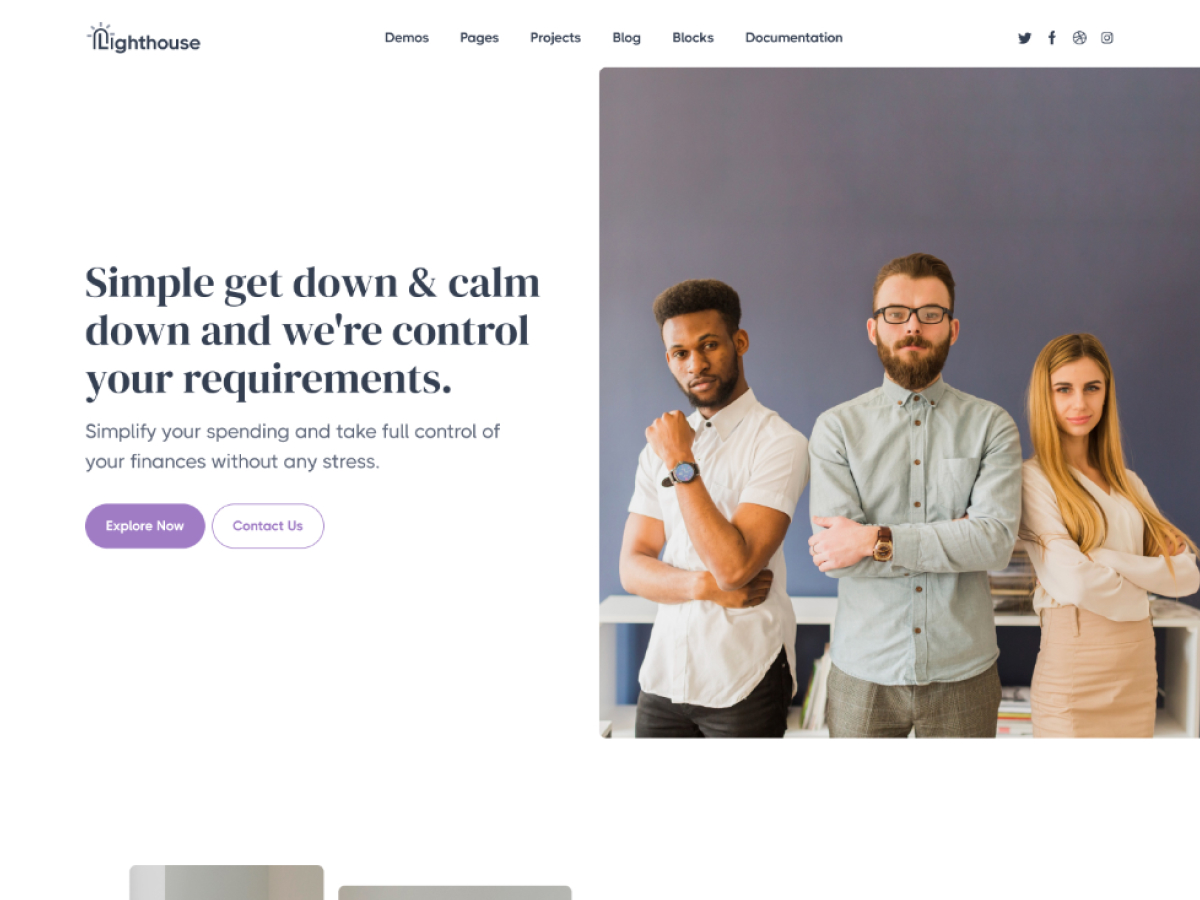 Lighthouse
Demos Pages Projects Blog Blocks Documentation
Simple get down & calm
down and we're control
your requirements.
Simplify your spending and take full control of
your finances without any stress.
Explore Now Contact Us